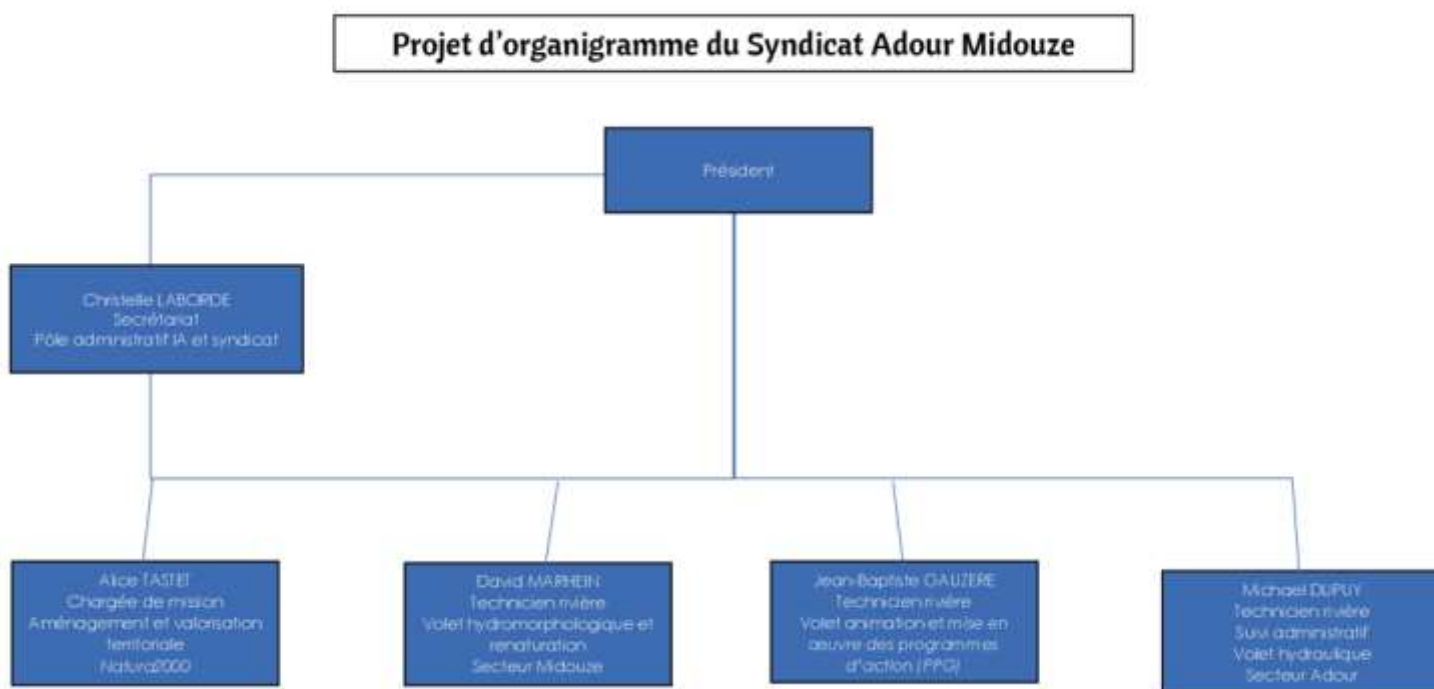 Projet d'organigramme du Syndicat Adour Midouze
Président
Christelle LABORDE
Secrétariat
Pôle administratif IA et syndicat
Alice TASTET
Chargée de mission
Aménagement et valorisation
territoriale
Natura2000
David MARHEIN
Technicien rivière
Volet hydromorphologique et
renaturation
Secteur Midouze
Jean-Baptiste GAUZERE
Technicien rivière
Volet animation et mise en
œuvre des programmes
d'action (PPG)
Michael DUPUY
Technicien rivière
Suivi administratif
Volet hydraulique
Secteur Adour